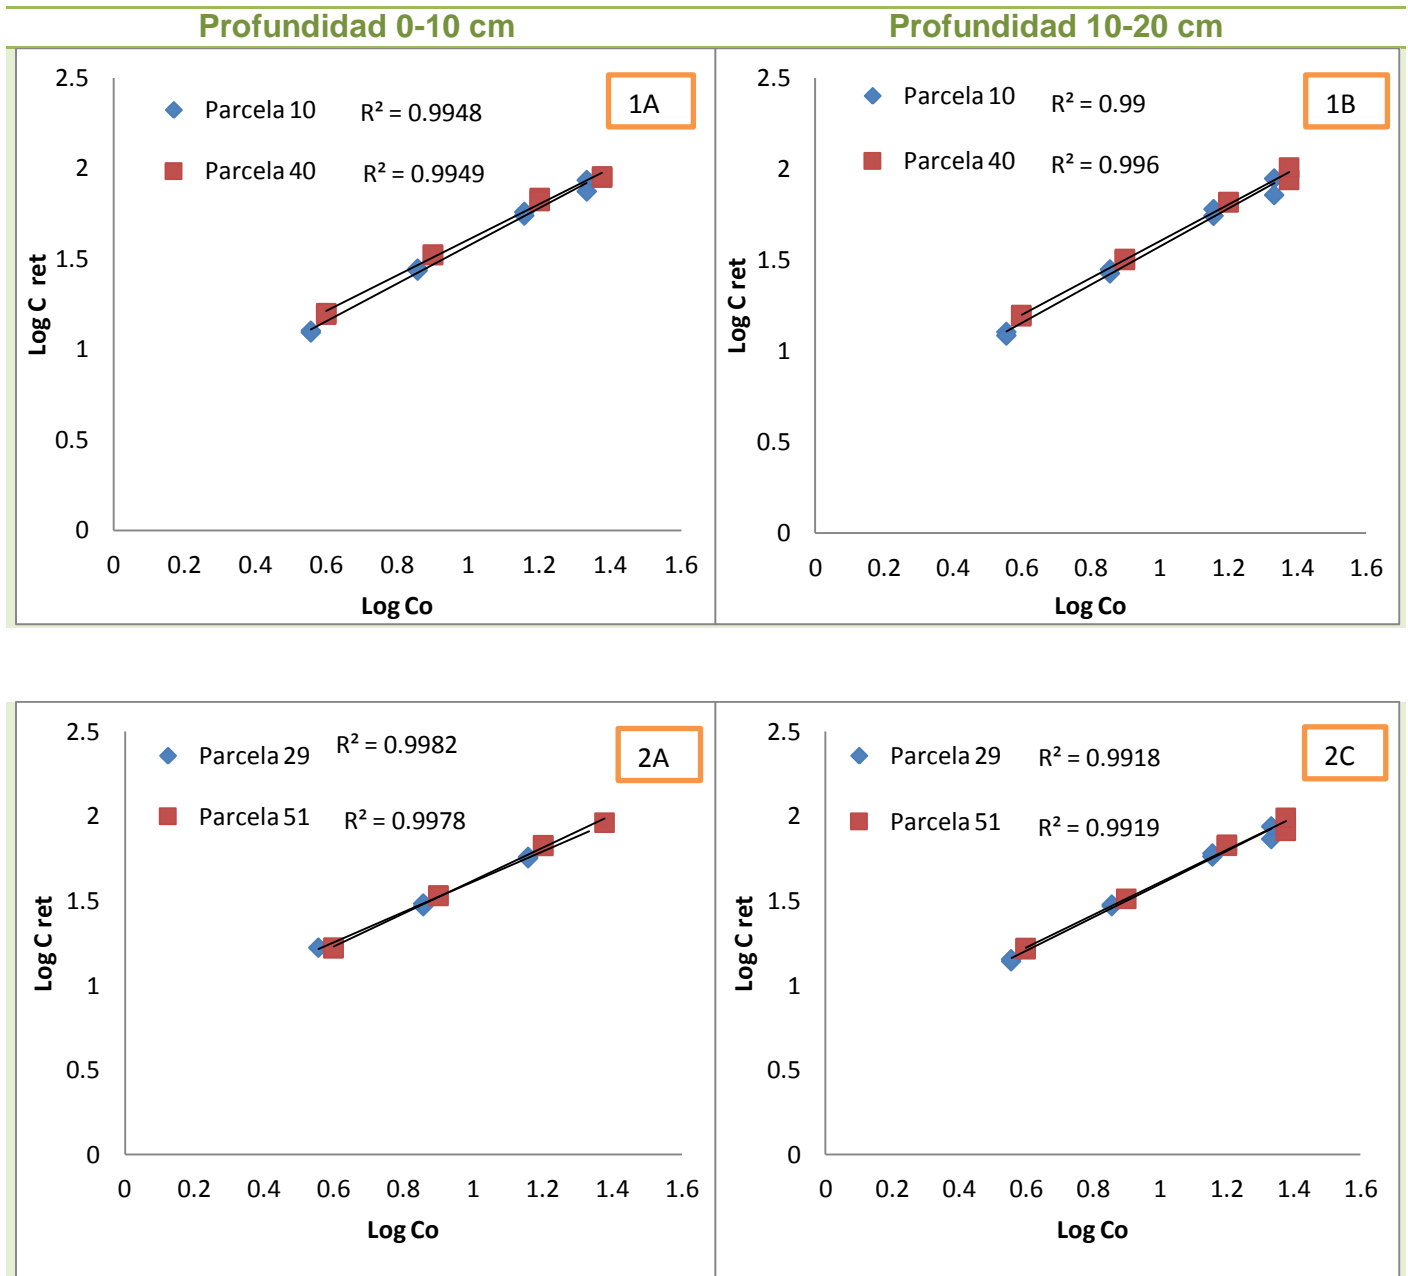 Profundidad 0-10 cm
Profundidad 10-20 cm
2.5
2
1.5
1
0.5
0
0 0.2 0.4 0.6 0.8 1 1.2 1.4 1.6
Log C ret
Log Co
Parcela 10 R² = 0.9948
Parcela 40 R² = 0.9949
1A
2.5
2
1.5
1
0.5
0
0 0.2 0.4 0.6 0.8 1 1.2 1.4 1.6
Log C ret
Log Co
Parcela 10 R² = 0.99
Parcela 40 R² = 0.996
1B
2.5
2
1.5
1
0.5
0
0 0.2 0.4 0.6 0.8 1 1.2 1.4 1.6
Log C ret
Log Co
Parcela 29 R² = 0.9982
Parcela 51 R² = 0.9978
2A
2.5
2
1.5
1
0.5
0
0 0.2 0.4 0.6 0.8 1 1.2 1.4 1.6
Log C ret
Log Co
Parcela 29 R² = 0.9918
Parcela 51 R² = 0.9919
2C